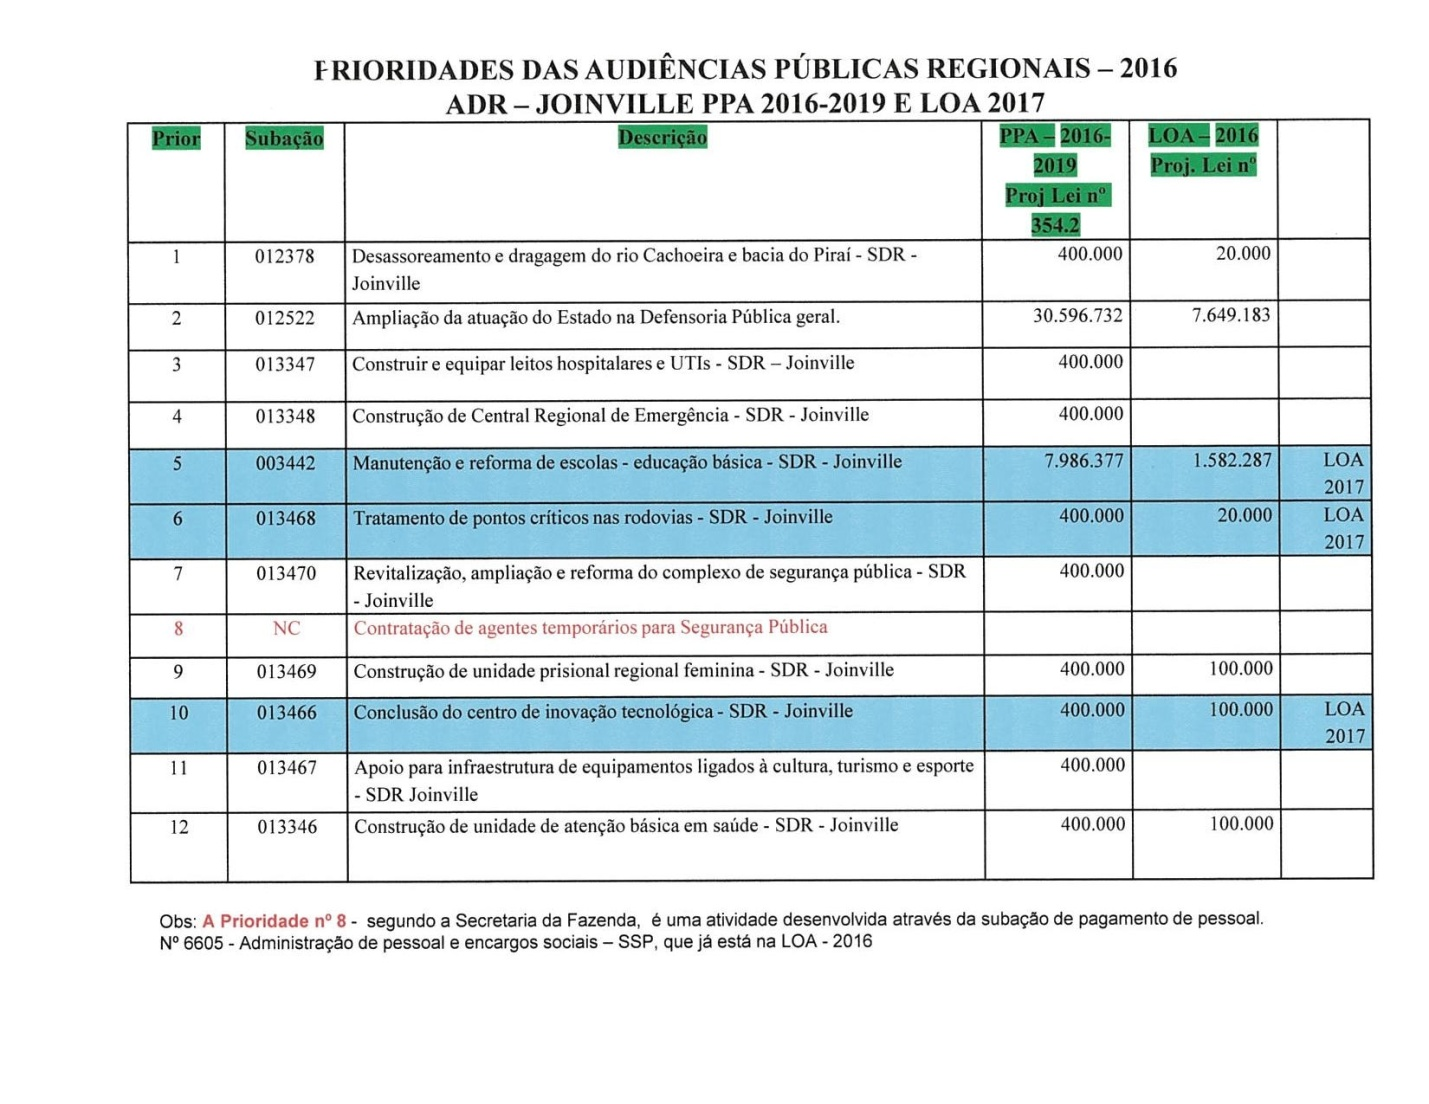 PRIORIDADES DAS AUDIÊNCIAS PÚBLICAS REGIONAIS – 2016
ADR – JOINVILLE PPA 2016-2019 E LOA 2017
Prior Subação Descrição PPA – 2016- LOA – 2016
2019 Proj. Lei nº
Proj Lei nº
354.2
1 012378 Desassoreamento e dragagem do rio Cachoeira e bacia do Piraí - SDR - 400.000 20.000
Joinville
2 012522 Ampliação da atuação do Estado na Defensoria Pública geral. 30.596.732 7.649.183
3 013347 Construir e equipar leitos hospitalares e UTIs - SDR – Joinville 400.000
4 013348 Construção de Central Regional de Emergência - SDR - Joinville 400.000
5 003442 Manutenção e reforma de escolas - educação básica - SDR - Joinville 7.986.377 1.582.287 LOA
2017
6 013468 Tratamento de pontos críticos nas rodovias - SDR - Joinville 400.000 20.000 LOA
2017
7 013470 Revitalização, ampliação e reforma do complexo de segurança pública - SDR 400.000
- Joinville
8 NC Contratação de agentes temporários para Segurança Pública
9 013469 Construção de unidade prisional regional feminina - SDR - Joinville 400.000 100.000
10 013466 Conclusão do centro de inovação tecnológica - SDR - Joinville 400.000 100.000 LOA
2017
11 013467 Apoio para infraestrutura de equipamentos ligados à cultura, turismo e esporte 400.000
- SDR Joinville
12 013346 Construção de unidade de atenção básica em saúde - SDR - Joinville 400.000 100.000
Obs: A Prioridade nº 8 - segundo a Secretaria da Fazenda, é uma atividade desenvolvida através da subação de pagamento de pessoal.
Nº 6605 - Administração de pessoal e encargos sociais – SSP, que já está na LOA - 2016